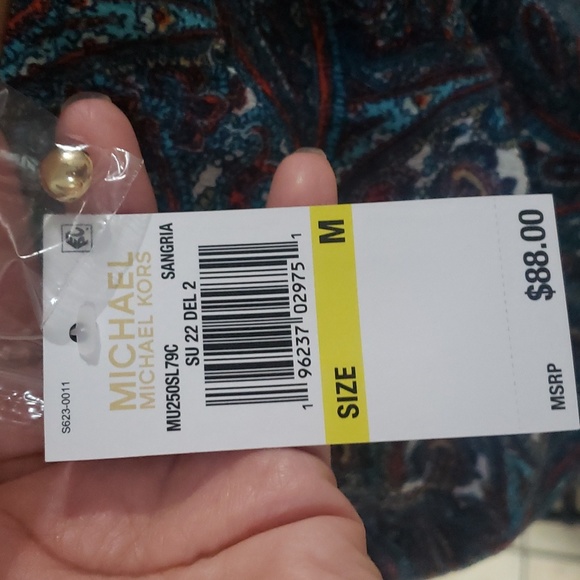 S623-0011
MICHAEL
MICHAEL KORS
MU250SL79C SANGRIA
SU 22 DEL 2
1 96237 02975 1
SIZE M
MSRP $88.00